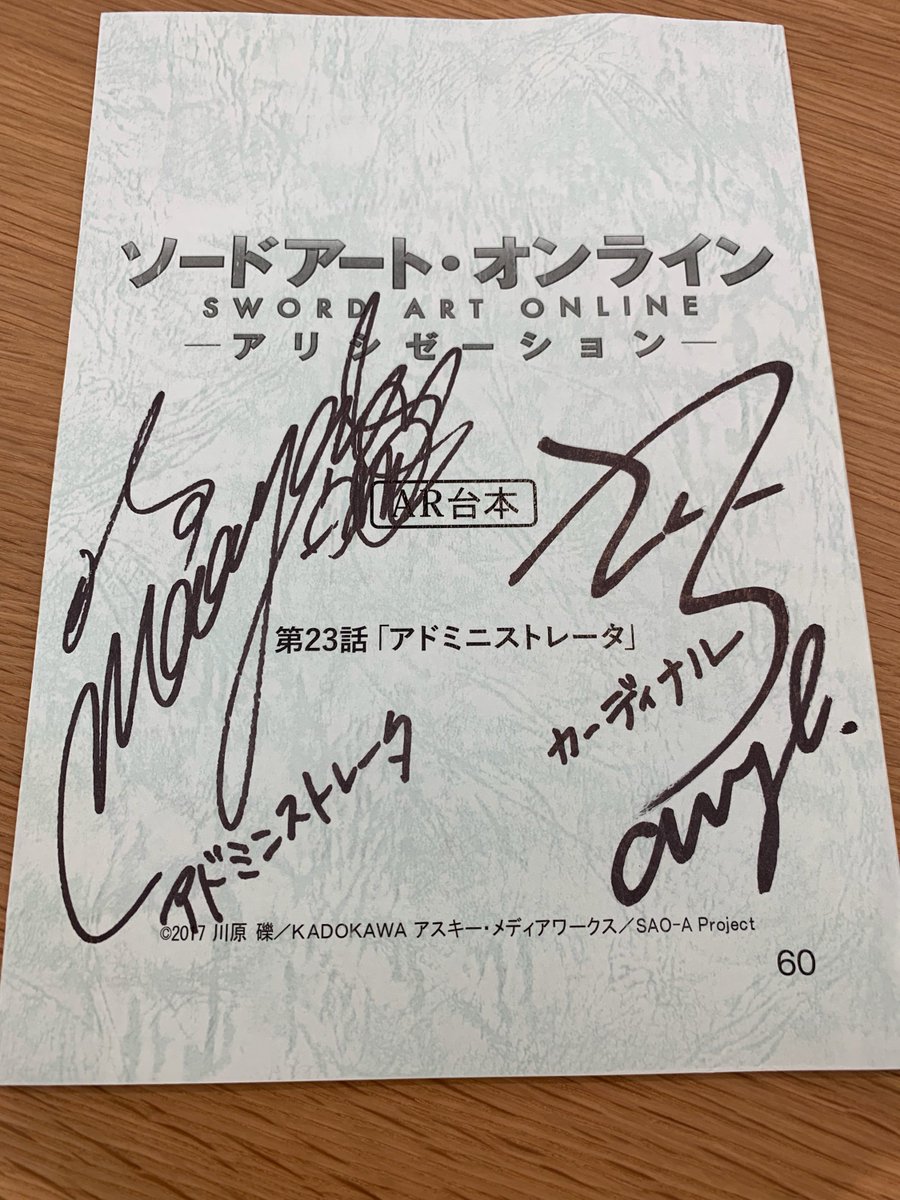 ソードアート・オンライン
SWORD ART ONLINE
―アリシゼーション―
AR台本
第23話「アドミニストレータ」
カーディナル
アドミニストレータ
©2017 川原 礫／KADOKAWA アスキー・メディアワークス／SAO-A Project
60